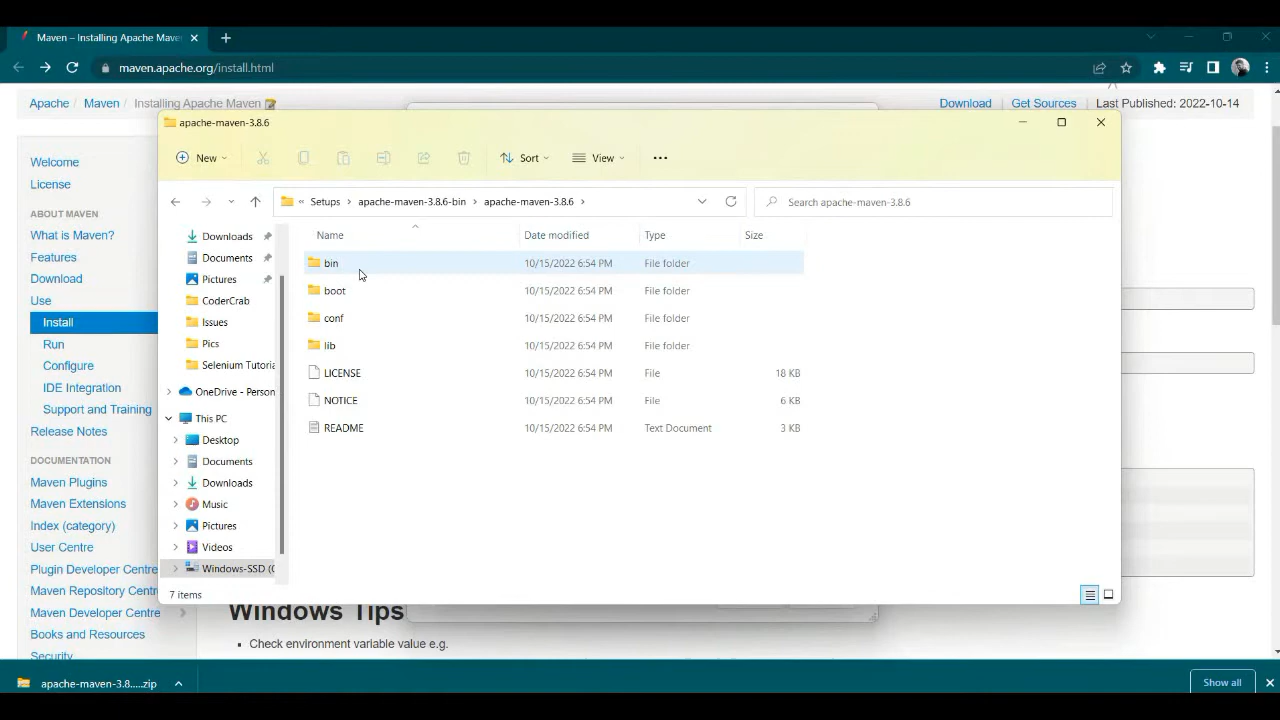 Maven – Installing Apache Mave
maven.apache.org/install.html
Apache Maven Installing Apache Maven
Download Get Sources Last Published: 2022-10-14
apache-maven-3.8.6
New Sort View
« Setups apache-maven-3.8.6-bin apache-maven-3.8.6
Search apache-maven-3.8.6
Welcome
License
ABOUT MAVEN
What is Maven?
Features
Download
Use
Install
Run
Configure
IDE Integration
Support and Training
Release Notes
DOCUMENTATION
Maven Plugins
Maven Extensions
Index (category)
User Centre
Plugin Developer Centre
Maven Repository Centre
Maven Developer Centre
Books and Resources
Security
Downloads
Documents
Pictures
CoderCrab
Issues
Pics
Selenium Tutoria
OneDrive - Person
This PC
Desktop
Documents
Downloads
Music
Pictures
Videos
Windows-SSD (C
Name Date modified Type Size
bin 10/15/2022 6:54 PM File folder
boot 10/15/2022 6:54 PM File folder
conf 10/15/2022 6:54 PM File folder
lib 10/15/2022 6:54 PM File folder
LICENSE 10/15/2022 6:54 PM File 18 KB
NOTICE 10/15/2022 6:54 PM File 6 KB
README 10/15/2022 6:54 PM Text Document 3 KB
7 items
Windows Tips
• Check environment variable value e.g.
apache-maven-3.8.....zip
Show all